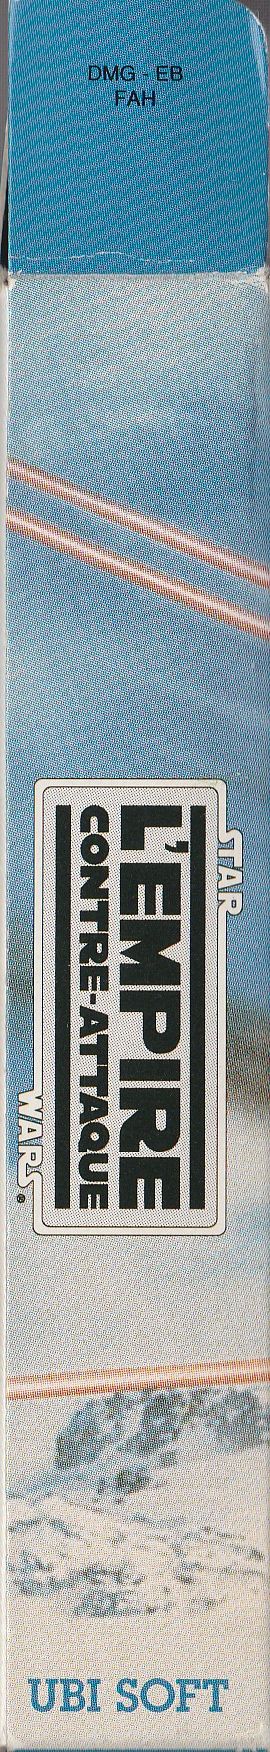 DMG - EB
FAH
STAR
L'EMPIRE
CONTRE-ATTAQUE
WARS®
UBI SOFT